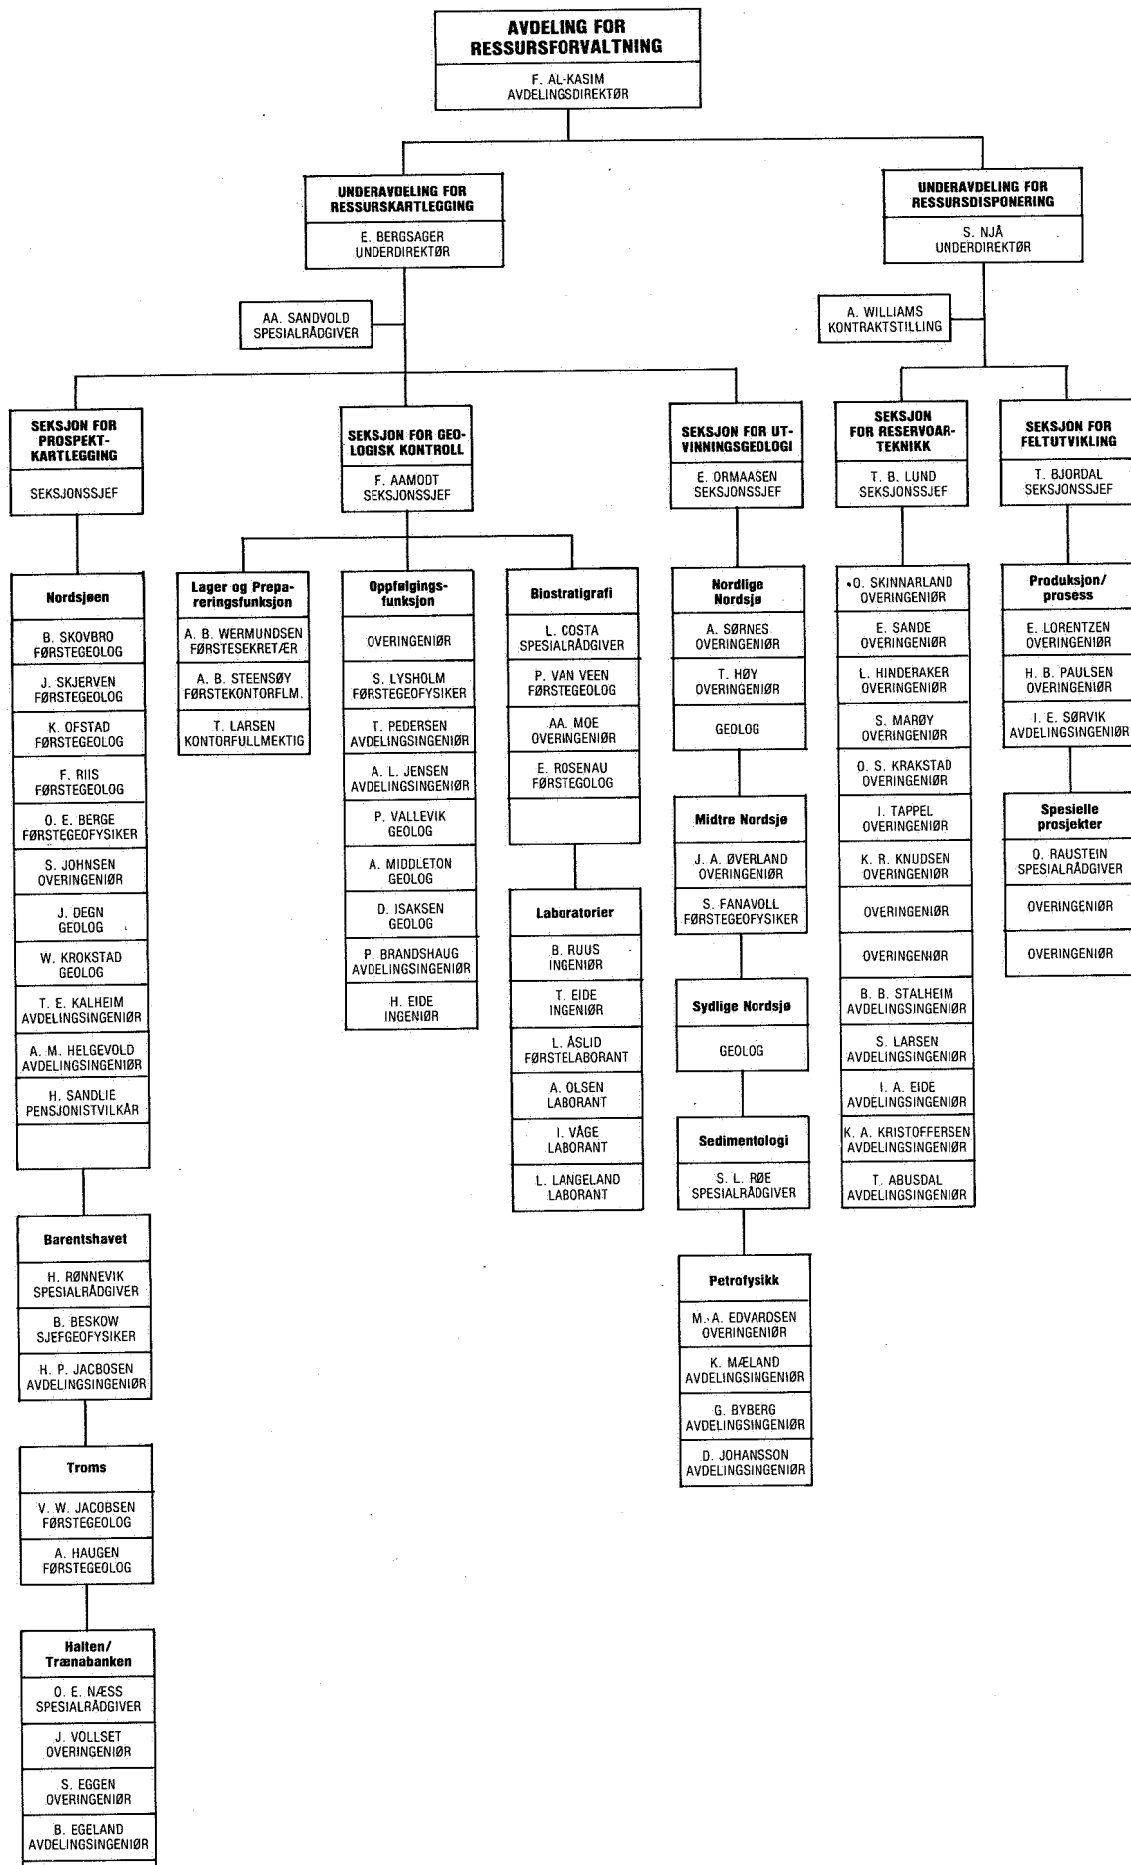 AVDELING FOR
RESSURSFORVALTNING
F. AL-KASIM
AVDELINGSDIREKTØR
UNDERAVDELING FOR
RESSURSKARTLEGGING
E. BERGSAGER
UNDERDIREKTØR
UNDERAVDELING FOR
RESSURSDISPONERING
S. NJÅ
UNDERDIREKTØR
AA. SANDVOLD
SPESIALRÅDGIVER
A. WILLIAMS
KONTRAKTSTILLING
SEKSJON FOR
PROSPEKT-
KARTLEGGING
SEKSJONSSJEF
Nordsjøen
B. SKOVBRO
FØRSTEGEOLOG
J. SKJERVEN
FØRSTEGEOLOG
K. OFSTAD
FØRSTEGEOLOG
F. RIIS
FØRSTEGEOLOG
O. E. BERGE
FØRSTEGEOFYSIKER
S. JOHNSEN
OVERINGENIØR
J. DEGN
GEOLOG
W. KROKSTAD
GEOLOG
T. E. KALHEIM
AVDELINGSINGENIØR
A. M. HELGEVOLD
AVDELINGSINGENIØR
H. SANDLIE
PENSJONISTVILKÅR
Barentshavet
H. RØNNEVIK
SPESIALRÅDGIVER
B. BESKOW
SJEFGEOFYSIKER
H. P. JACBOSEN
AVDELINGSINGENIØR
Troms
V. W. JACOBSEN
FØRSTEGEOLOG
A. HAUGEN
FØRSTEGEOLOG
Halten/
Trænabanken
O. E. NÆSS
SPESIALRÅDGIVER
J. VOLLSET
OVERINGENIØR
S. EGGEN
OVERINGENIØR
B. EGELAND
AVDELINGSINGENIØR
SEKSJON FOR GEO-
LOGISK KONTROLL
F. AAMODT
SEKSJONSSJEF
Lager og Prepa-
reringsfunksjon
A. B. WERMUNDSEN
FØRSTESEKRETÆR
A. B. STEENSØY
FØRSTEKONTORFLM.
T. LARSEN
KONTORFULLMEKTIG
Oppfølgings-
funksjon
OVERINGENIØR
S. LYSHOLM
FØRSTEGEOFYSIKER
T. PEDERSEN
AVDELINGSINGENIØR
A. L. JENSEN
AVDELINGSINGENIØR
P. VALLEVIK
GEOLOG
A. MIDDLETON
GEOLOG
D. ISAKSEN
GEOLOG
P. BRANDSHAUG
AVDELINGSINGENIØR
H. EIDE
INGENIØR
Biostratigrafi
L. COSTA
SPESIALRÅDGIVER
P. VAN VEEN
FØRSTEGEOLOG
AA. MOE
OVERINGENIØR
E. ROSENAU
FØRSTEGOLOG
Laboratorier
B. RUUS
INGENIØR
T. EIDE
INGENIØR
L. ÅSLID
FØRSTELABORANT
A. OLSEN
LABORANT
I. VÅGE
LABORANT
L. LANGELAND
LABORANT
SEKSJON FOR UT-
VINNINGSGEOLOGI
E. ORMAASEN
SEKSJONSSJEF
Nordlige
Nordsjø
A. SØRNES
OVERINGENIØR
T. HØY
OVERINGENIØR
GEOLOG
Midtre Nordsjø
J. A. ØVERLAND
OVERINGENIØR
S. FANAVOLL
FØRSTEGEOFYSIKER
Sydlige Nordsjø
GEOLOG
Sedimentologi
S. L. RØE
SPESIALRÅDGIVER
Petrofysikk
M. A. EDVARDSEN
OVERINGENIØR
K. MÆLAND
AVDELINGSINGENIØR
G. BYBERG
AVDELINGSINGENIØR
D. JOHANSSON
AVDELINGSINGENIØR
SEKSJON
FOR RESERVOAR-
TEKNIKK
T. B. LUND
SEKSJONSSJEF
O. SKINNARLAND
OVERINGENIØR
E. SANDE
OVERINGENIØR
L. HINDERAKER
OVERINGENIØR
S. MARØY
OVERINGENIØR
O. S. KRAKSTAD
OVERINGENIØR
I. TAPPEL
OVERINGENIØR
K. R. KNUDSEN
OVERINGENIØR
OVERINGENIØR
OVERINGENIØR
B. B. STALHEIM
AVDELINGSINGENIØR
S. LARSEN
AVDELINGSINGENIØR
I. A. EIDE
AVDELINGSINGENIØR
K. A. KRISTOFFERSEN
AVDELINGSINGENIØR
T. ABUSDAL
AVDELINGSINGENIØR
SEKSJON FOR
FELTUTVIKLING
T. BJORDAL
SEKSJONSSJEF
Produksjon/
prosess
E. LORENTZEN
OVERINGENIØR
H. B. PAULSEN
OVERINGENIØR
I. E. SØRVIK
AVDELINGSINGENIØR
Spesielle
prosjekter
O. RAUSTEIN
SPESIALRÅDGIVER
OVERINGENIØR
OVERINGENIØR